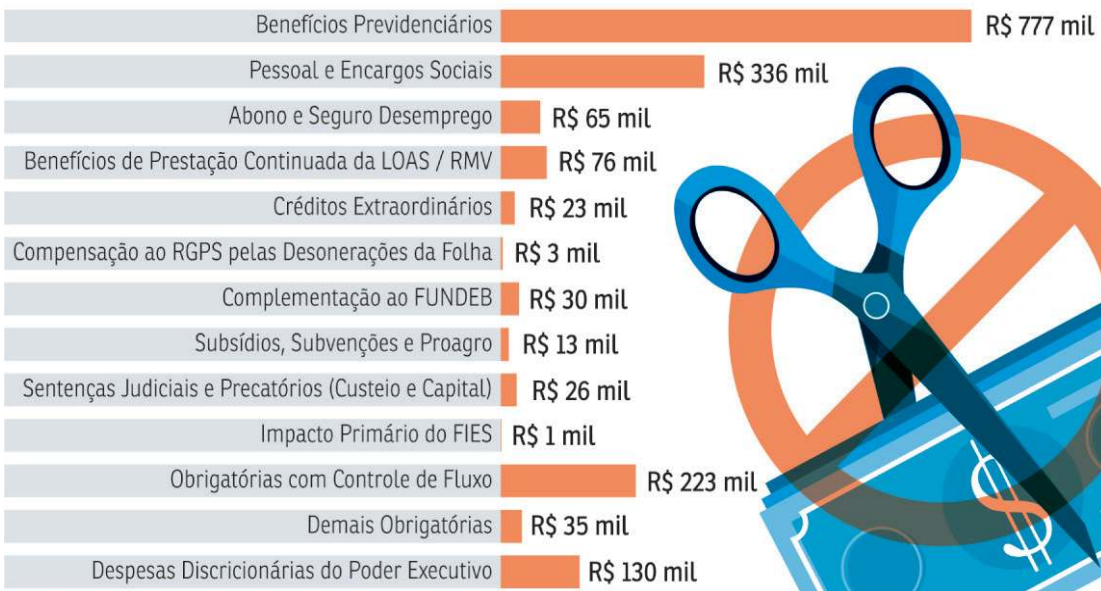 Benefícios Previdenciários R$ 777 mil
Pessoal e Encargos Sociais R$ 336 mil
Abono e Seguro Desemprego R$ 65 mil
Benefícios de Prestação Continuada da LOAS / RMV R$ 76 mil
Créditos Extraordinários R$ 23 mil
Compensação ao RGPS pelas Desonerações da Folha R$ 3 mil
Complementação ao FUNDEB R$ 30 mil
Subsídios, Subvenções e Proagro R$ 13 mil
Sentenças Judiciais e Precatórios (Custeio e Capital) R$ 26 mil
Impacto Primário do FIES R$ 1 mil
Obrigatórias com Controle de Fluxo R$ 223 mil
Demais Obrigatórias R$ 35 mil
Despesas Discricionárias do Poder Executivo R$ 130 mil
$